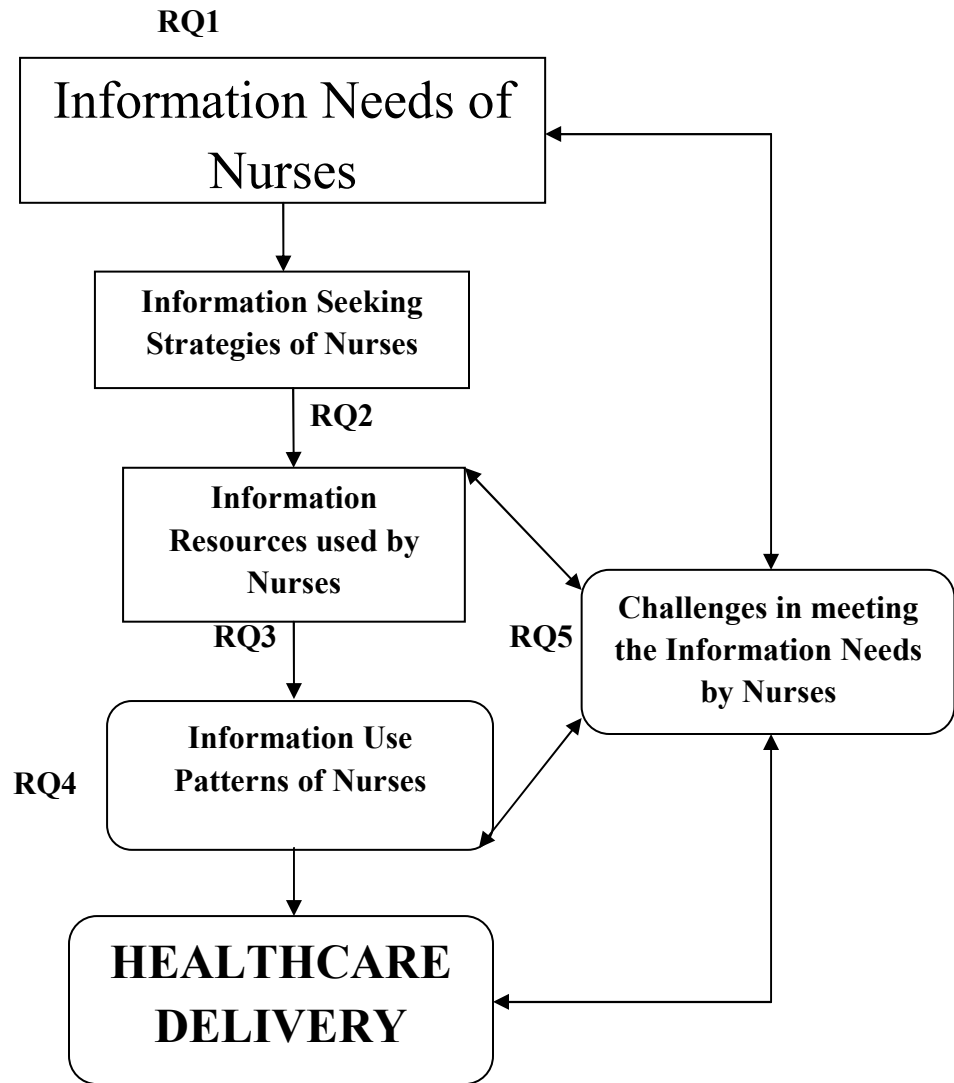 RQ1
Information Needs of
Nurses
Information Seeking
Strategies of Nurses
RQ2
Information
Resources used by
Nurses
RQ3
RQ5
Challenges in meeting
the Information Needs
by Nurses
Information Use
Patterns of Nurses
RQ4
HEALTHCARE
DELIVERY